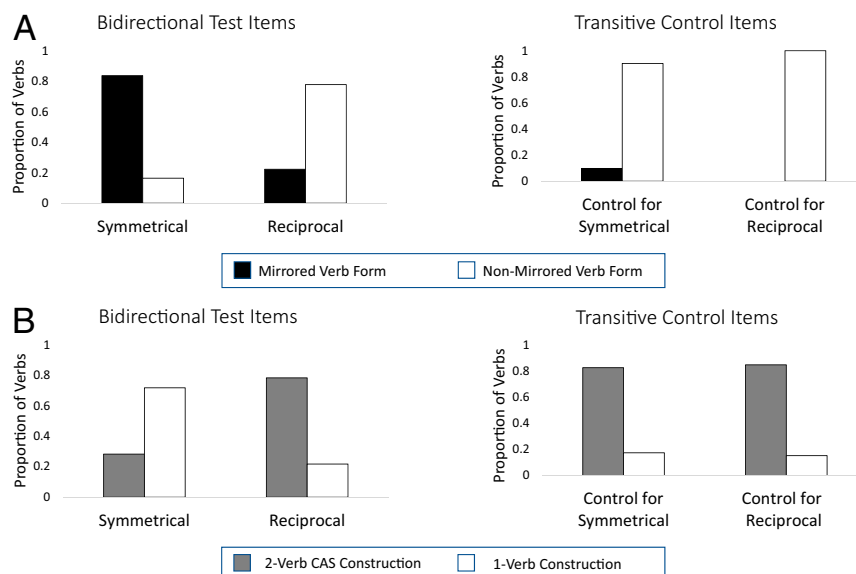 A
Bidirectional Test Items
Transitive Control Items
Proportion of Verbs
1
0.8
0.6
0.4
0.2
0
Symmetrical
Reciprocal
Proportion of Verbs
1
0.8
0.6
0.4
0.2
0
Control for
Symmetrical
Control for
Reciprocal
Mirrored Verb Form
Non-Mirrored Verb Form
B
Bidirectional Test Items
Transitive Control Items
Proportion of Verbs
1
0.8
0.6
0.4
0.2
0
Symmetrical
Reciprocal
Proportion of Verbs
1
0.8
0.6
0.4
0.2
0
Control for
Symmetrical
Control for
Reciprocal
2-Verb CAS Construction
1-Verb Construction